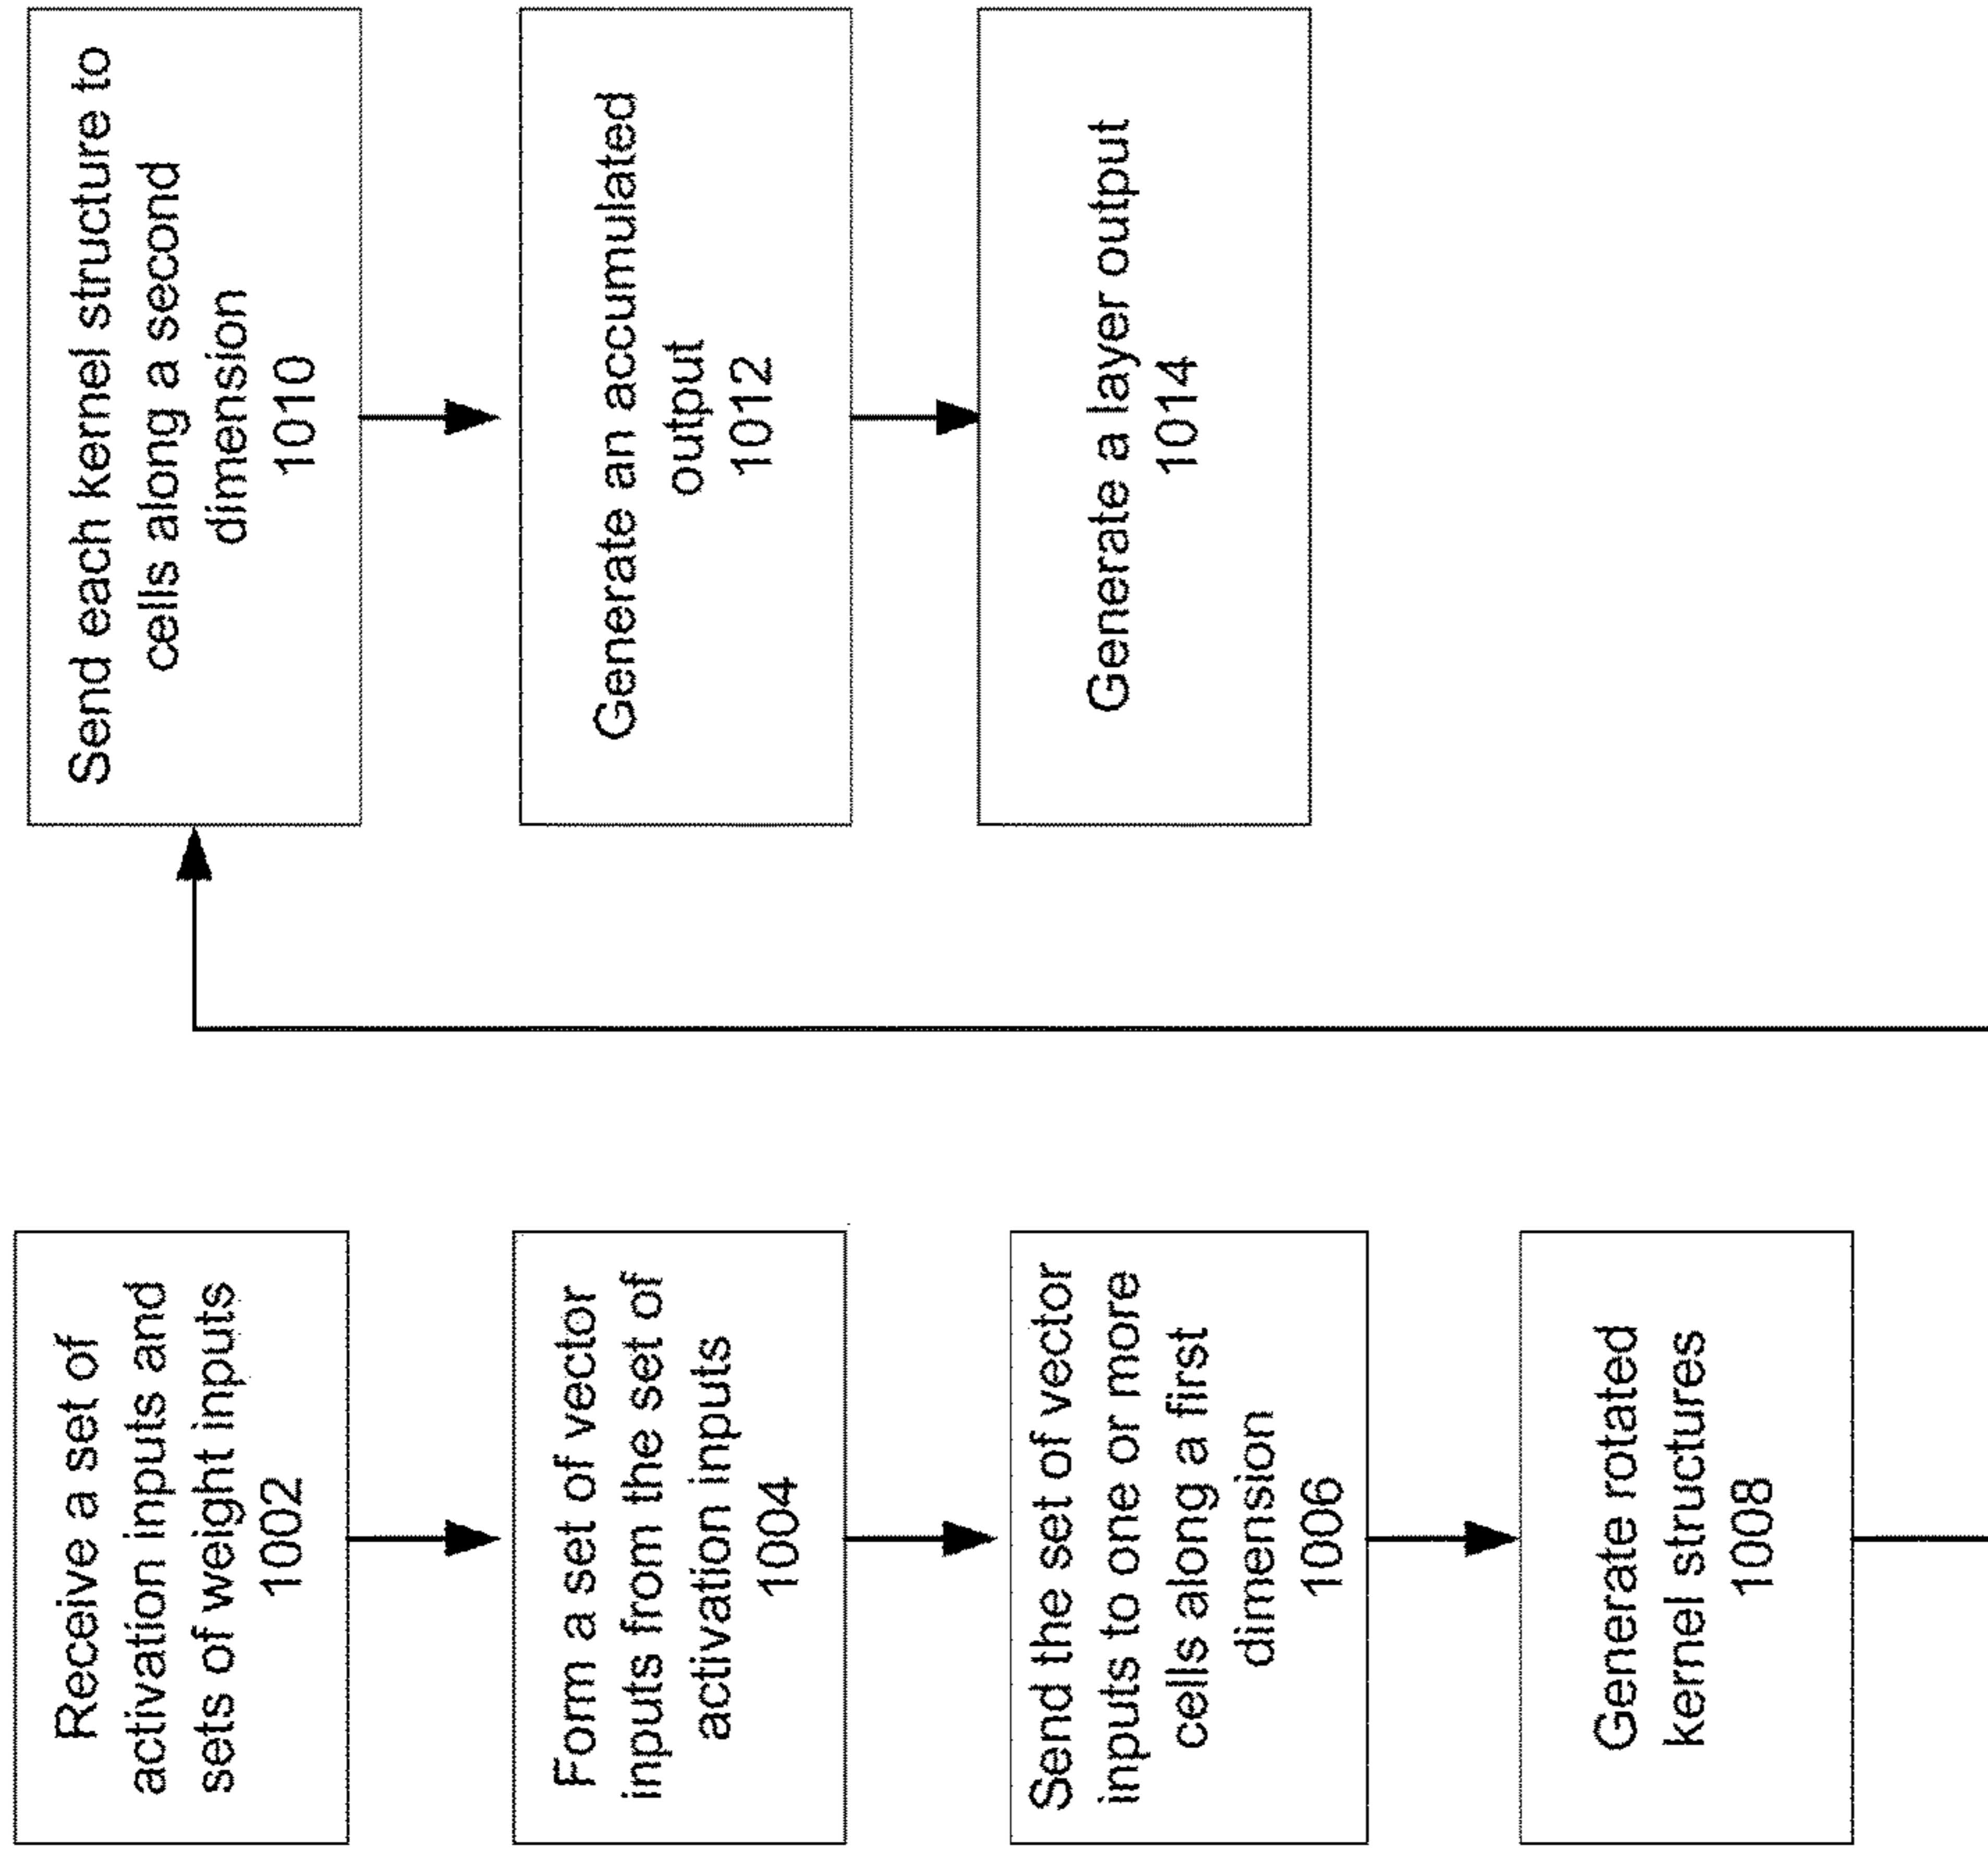 Receive a set of
activation inputs and
sets of weight inputs
1002
Form a set of vector
inputs from the set of
activation inputs
1004
Send the set of vector
inputs to one or more
cells along a first
dimension
1006
Generate rotated
kernel structures
1008
Send each kernel structure to
cells along a second
dimension
1010
Generate an accumulated
output
1012
Generate a layer output
1014